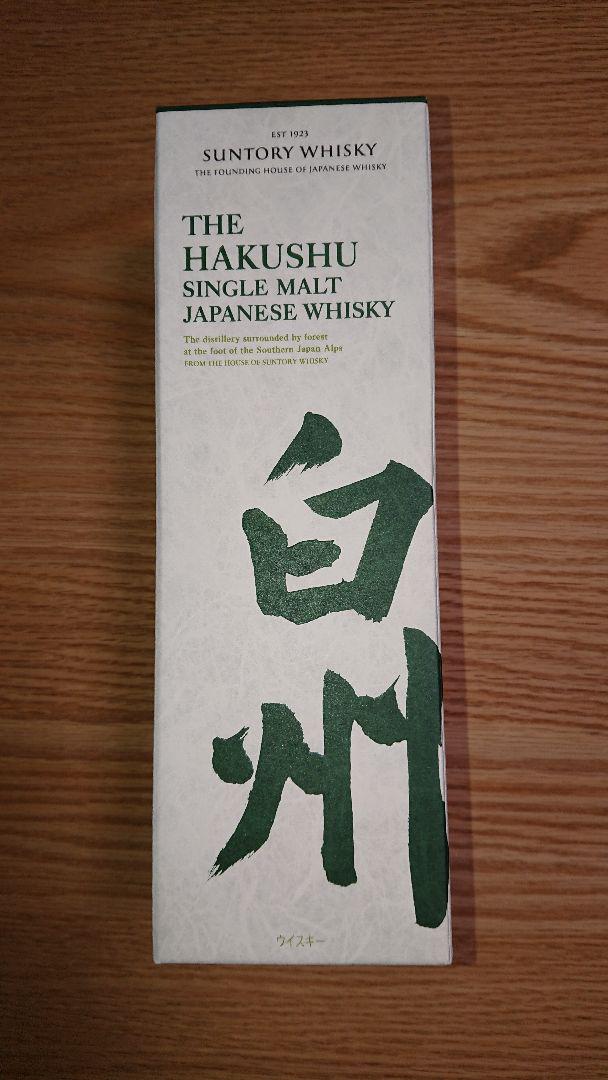 EST 1923
SUNTORY WHISKY
THE FOUNDING HOUSE OF JAPANESE WHISKY
THE
HAKUSHU
SINGLE MALT
JAPANESE WHISKY
The distillery surrounded by forest
at the foot of the Southern Japan Alps
FROM THE HOUSE OF SUNTORY WHISKY
白
州
ウイスキー